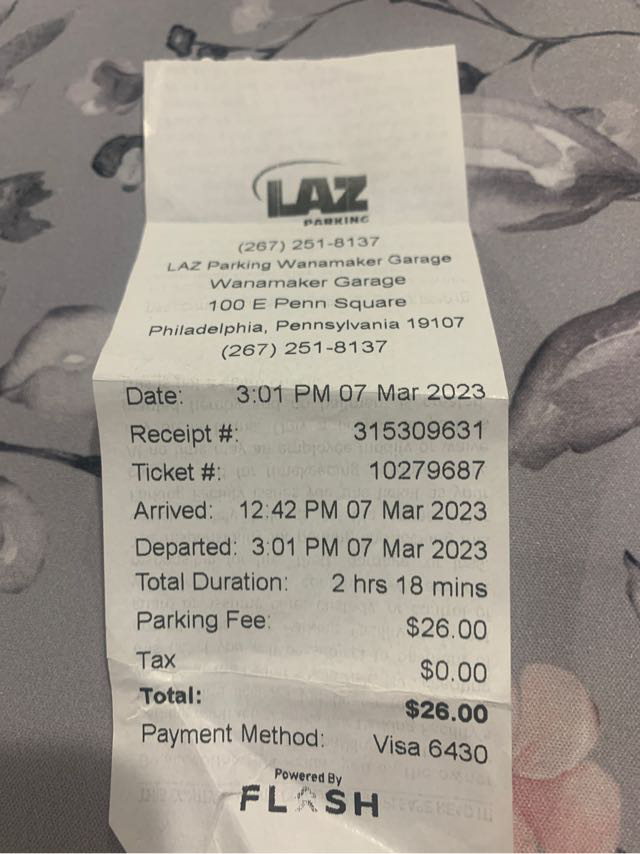 LAZ
PARKING
(267) 251-8137
LAZ Parking Wanamaker Garage
Wanamaker Garage
100 E Penn Square
Philadelphia, Pennsylvania 19107
(267) 251-8137
Date: 3:01 PM 07 Mar 2023
Receipt #: 315309631
Ticket #: 10279687
Arrived: 12:42 PM 07 Mar 2023
Departed: 3:01 PM 07 Mar 2023
Total Duration: 2 hrs 18 mins
Parking Fee: $26.00
Tax $0.00
Total: $26.00
Payment Method: Visa 6430
Powered By
FLASH